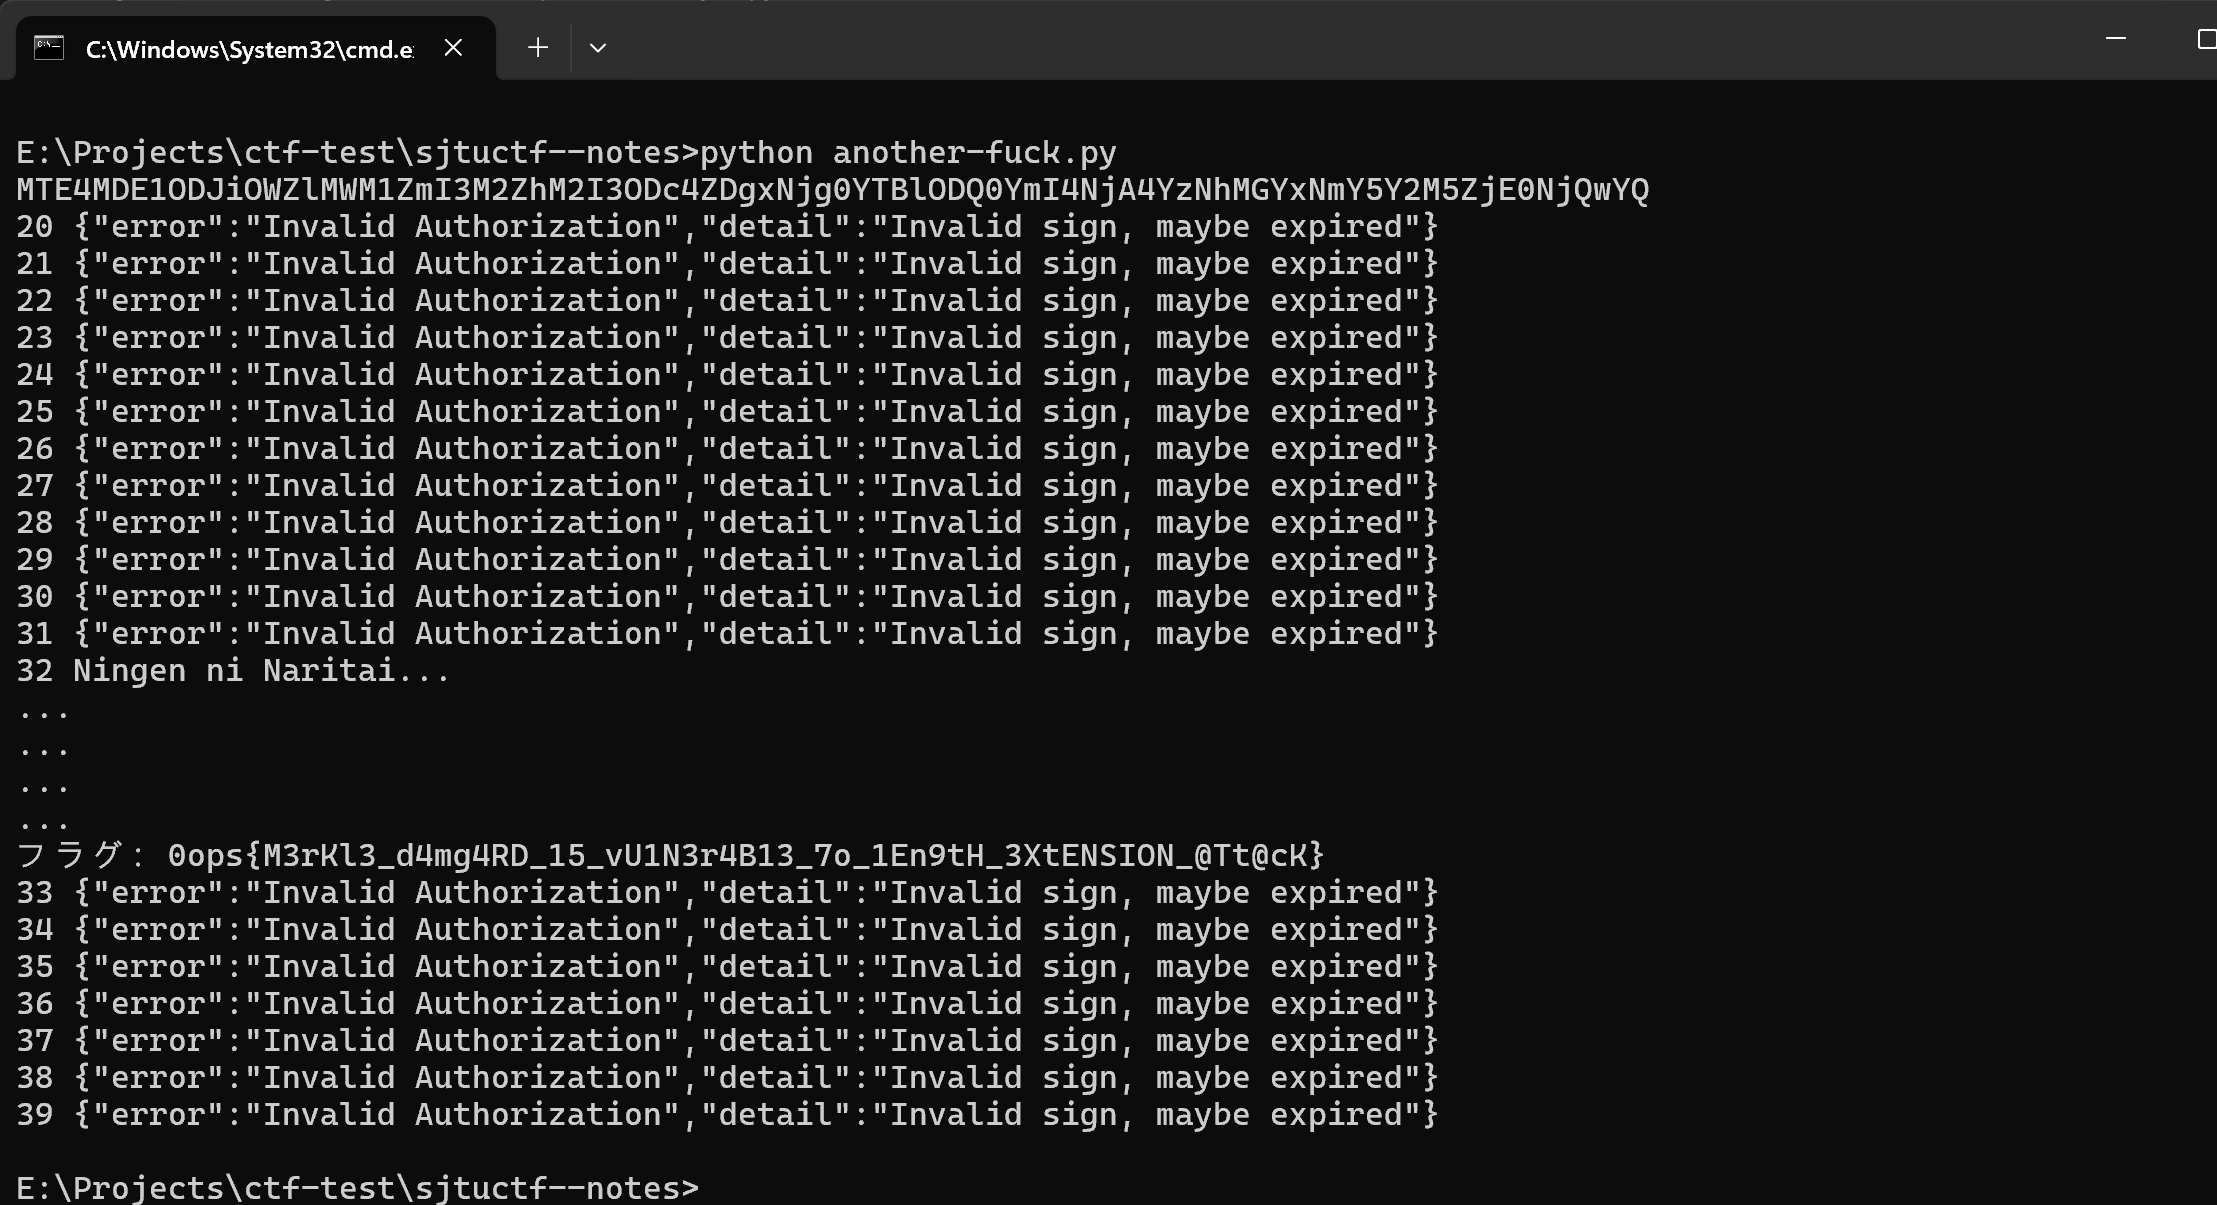 C:\Windows\System32\cmd.e
E:\Projects\ctf-test\sjtuctf--notes>python another-fuck.py
MTE4MDE1ODJiOWZlMWM1ZmI3M2ZhM2I3ODc4ZDgxNjg0YTBlODQ0YmI4NjA4YzNhMGYxNmY5Y2M5ZjE0NjQwYQ
20 {"error":"Invalid Authorization","detail":"Invalid sign, maybe expired"}
21 {"error":"Invalid Authorization","detail":"Invalid sign, maybe expired"}
22 {"error":"Invalid Authorization","detail":"Invalid sign, maybe expired"}
23 {"error":"Invalid Authorization","detail":"Invalid sign, maybe expired"}
24 {"error":"Invalid Authorization","detail":"Invalid sign, maybe expired"}
25 {"error":"Invalid Authorization","detail":"Invalid sign, maybe expired"}
26 {"error":"Invalid Authorization","detail":"Invalid sign, maybe expired"}
27 {"error":"Invalid Authorization","detail":"Invalid sign, maybe expired"}
28 {"error":"Invalid Authorization","detail":"Invalid sign, maybe expired"}
29 {"error":"Invalid Authorization","detail":"Invalid sign, maybe expired"}
30 {"error":"Invalid Authorization","detail":"Invalid sign, maybe expired"}
31 {"error":"Invalid Authorization","detail":"Invalid sign, maybe expired"}
32 Ningen ni Naritai...
...
...
...
...
フラグ: 0ops{M3rKl3_d4mg4RD_15_vU1N3r4B13_7o_1En9tH_3XtENSION_@Tt@cK}
33 {"error":"Invalid Authorization","detail":"Invalid sign, maybe expired"}
34 {"error":"Invalid Authorization","detail":"Invalid sign, maybe expired"}
35 {"error":"Invalid Authorization","detail":"Invalid sign, maybe expired"}
36 {"error":"Invalid Authorization","detail":"Invalid sign, maybe expired"}
37 {"error":"Invalid Authorization","detail":"Invalid sign, maybe expired"}
38 {"error":"Invalid Authorization","detail":"Invalid sign, maybe expired"}
39 {"error":"Invalid Authorization","detail":"Invalid sign, maybe expired"}
E:\Projects\ctf-test\sjtuctf--notes>